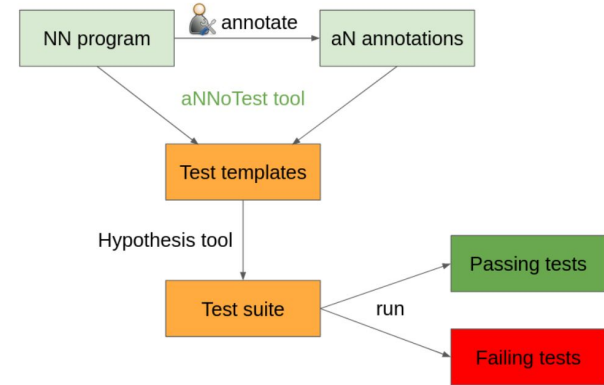 NN program
annotate
aN annotations
aNNoTest tool
Test templates
Hypothesis tool
Test suite
Passing tests
run
Failing tests